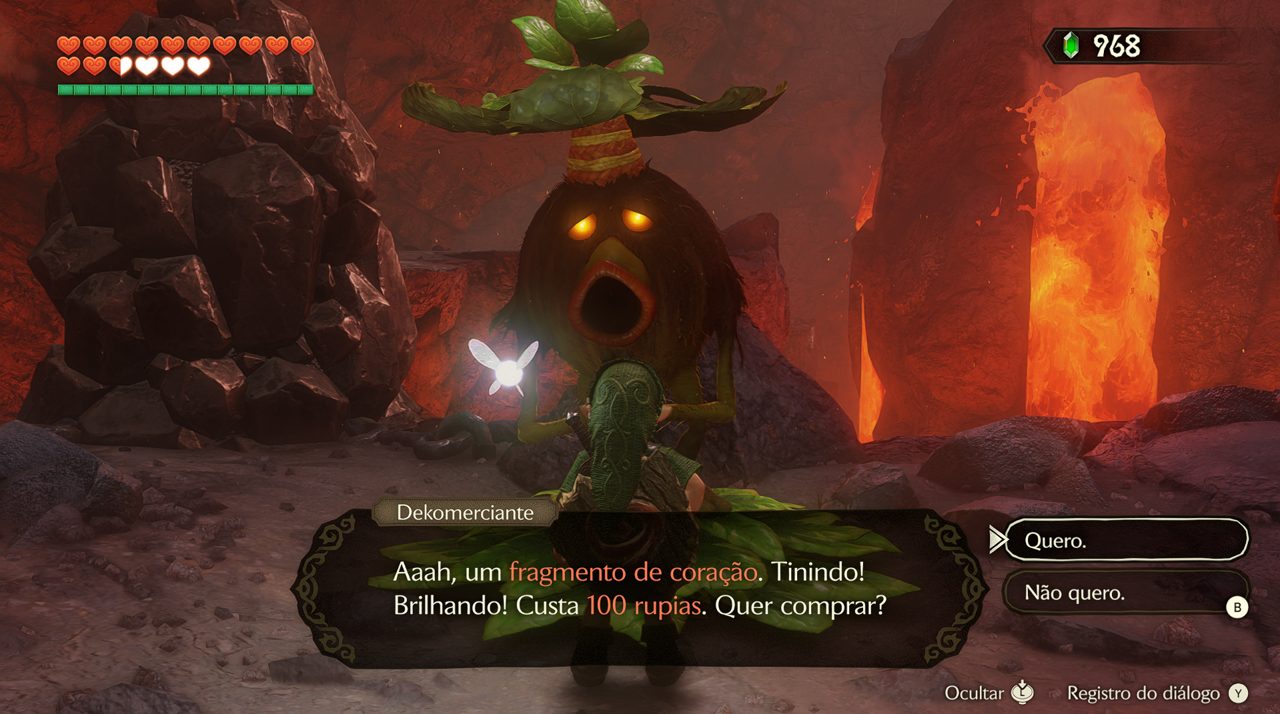 968
Dekomerciante
Aaah, um fragmento de coração. Tinindo!
Brilhando! Custa 100 rupias. Quer comprar?
Quero.
Não quero.
B
Ocultar L Registro do diálogo Y